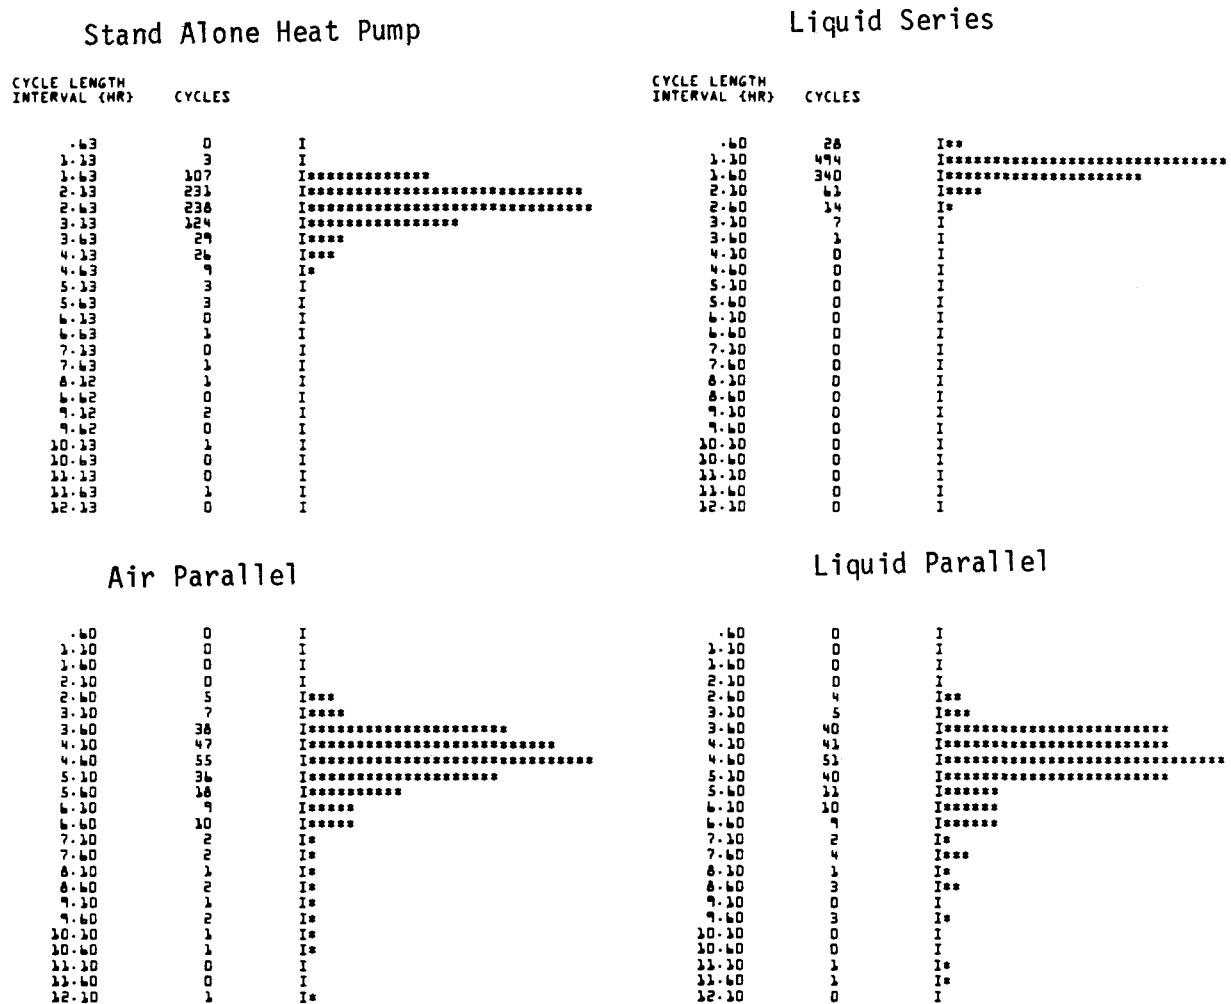 Stand Alone Heat Pump
CYCLE LENGTH
INTERVAL (HR) CYCLES
.63 0 I
1.13 3 I
1.63 107 I*************
2.13 231 I*****************************
2.63 238 I******************************
3.13 124 I****************
3.63 29 I****
4.13 26 I***
4.63 9 I*
5.13 3 I
5.63 3 I
6.13 0 I
6.63 1 I
7.13 0 I
7.63 1 I
8.12 1 I
6.62 0 I
9.12 2 I
9.62 0 I
10.13 1 I
10.63 0 I
11.13 0 I
11.63 1 I
12.13 0 I
Liquid Series
CYCLE LENGTH
INTERVAL (HR) CYCLES
.60 28 I**
1.10 494 I******************************
1.60 340 I*********************
2.10 61 I****
2.60 14 I*
3.10 7 I
3.60 1 I
4.10 0 I
4.60 0 I
5.10 0 I
5.60 0 I
6.10 0 I
6.60 0 I
7.10 0 I
7.60 0 I
8.10 0 I
8.60 0 I
9.10 0 I
9.60 0 I
10.10 0 I
10.60 0 I
11.10 0 I
11.60 0 I
12.10 0 I
Air Parallel
.60 0 I
1.10 0 I
1.60 0 I
2.10 0 I
2.60 5 I***
3.10 7 I****
3.60 38 I*********************
4.10 47 I**************************
4.60 55 I******************************
5.10 36 I********************
5.60 18 I**********
6.10 9 I*****
6.60 10 I*****
7.10 2 I*
7.60 2 I*
8.10 1 I*
8.60 2 I*
9.10 1 I*
9.60 2 I*
10.10 1 I*
10.60 1 I*
11.10 0 I
11.60 0 I
12.10 1 I*
Liquid Parallel
.60 0 I
1.10 0 I
1.60 0 I
2.10 0 I
2.60 4 I**
3.10 5 I***
3.60 40 I************************
4.10 41 I************************
4.60 51 I******************************
5.10 40 I************************
5.60 11 I******
6.10 10 I******
6.60 9 I******
7.10 2 I*
7.60 4 I***
8.10 1 I*
8.60 3 I**
9.10 0 I
9.60 3 I*
10.10 0 I
10.60 0 I
11.10 1 I*
11.60 1 I*
12.10 0 I